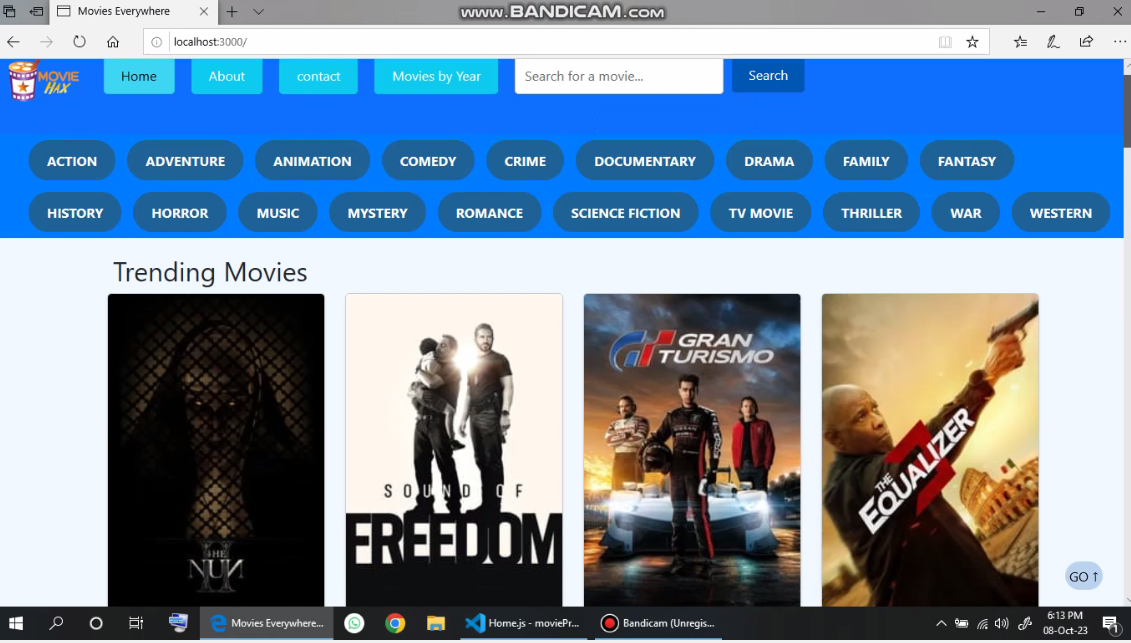 Movies Everywhere
www.BANDICAM.com
localhost:3000/
MOVIE
HAX
Home
About
contact
Movies by Year
Search for a movie...
Search
ACTION
ADVENTURE
ANIMATION
COMEDY
CRIME
DOCUMENTARY
DRAMA
FAMILY
FANTASY
HISTORY
HORROR
MUSIC
MYSTERY
ROMANCE
SCIENCE FICTION
TV MOVIE
THRILLER
WAR
WESTERN
Trending Movies
THE
NUN
II
SOUND OF
FREEDOM
GRAN
TURISMO
THE
EQUALIZER
3
GO ↑
Movies Everywhere...
Home.js - moviePr...
Bandicam (Unregis...
6:13 PM
08-Oct-23
1